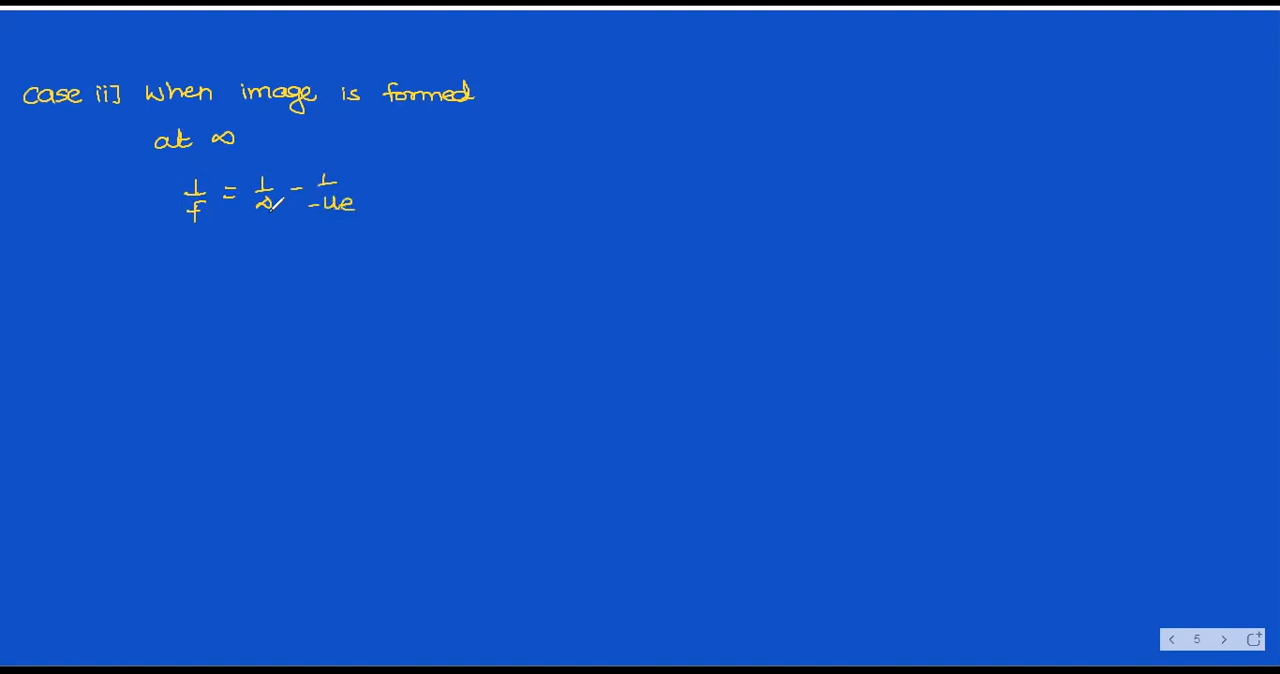 Case ii] When image is formed
at ∞
1/f = 1/∞ - 1/-ue
5